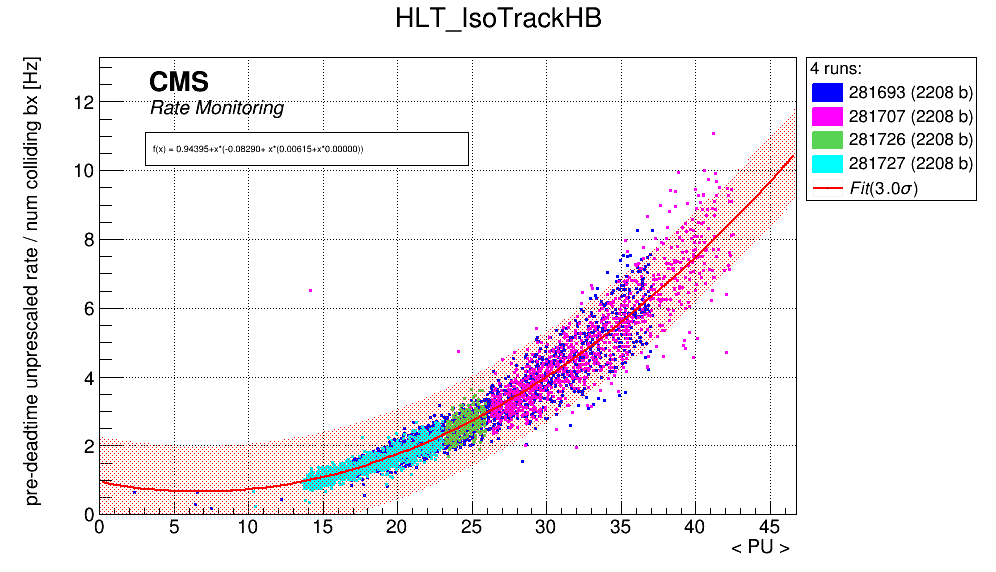 HLT_IsoTrackHB
pre-deadtime unprescaled rate / num colliding bx [Hz]
CMS
Rate Monitoring
f(x) = 0.94395+x*(-0.08290+ x*(0.00615+x*0.00000))
12
10
8
6
4
2
0
0 5 10 15 20 25 30 35 40 45
< PU >
4 runs:
281693 (2208 b)
281707 (2208 b)
281726 (2208 b)
281727 (2208 b)
Fit(3.0σ)